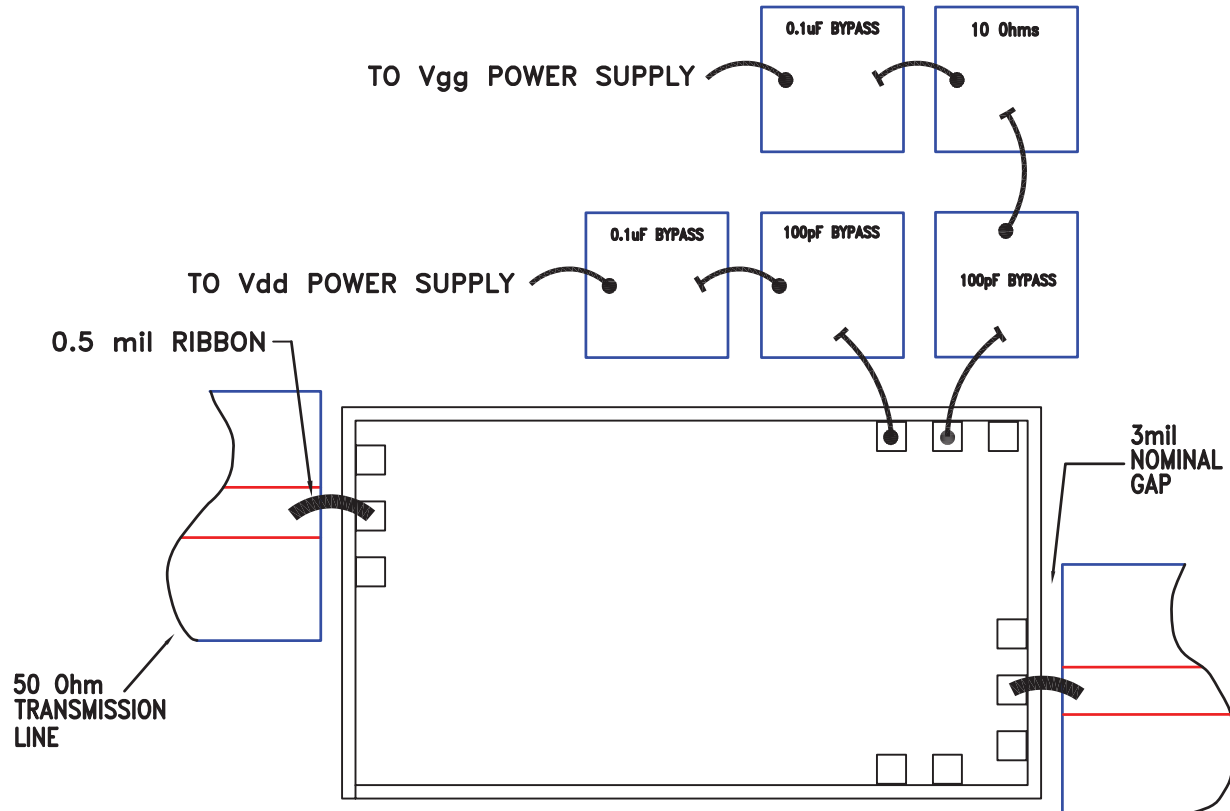 0.1uF BYPASS
10 Ohms
TO Vgg POWER SUPPLY
0.1uF BYPASS
100pF BYPASS
100pF BYPASS
TO Vdd POWER SUPPLY
0.5 mil RIBBON
3mil
NOMINAL
GAP
50 Ohm
TRANSMISSION
LINE